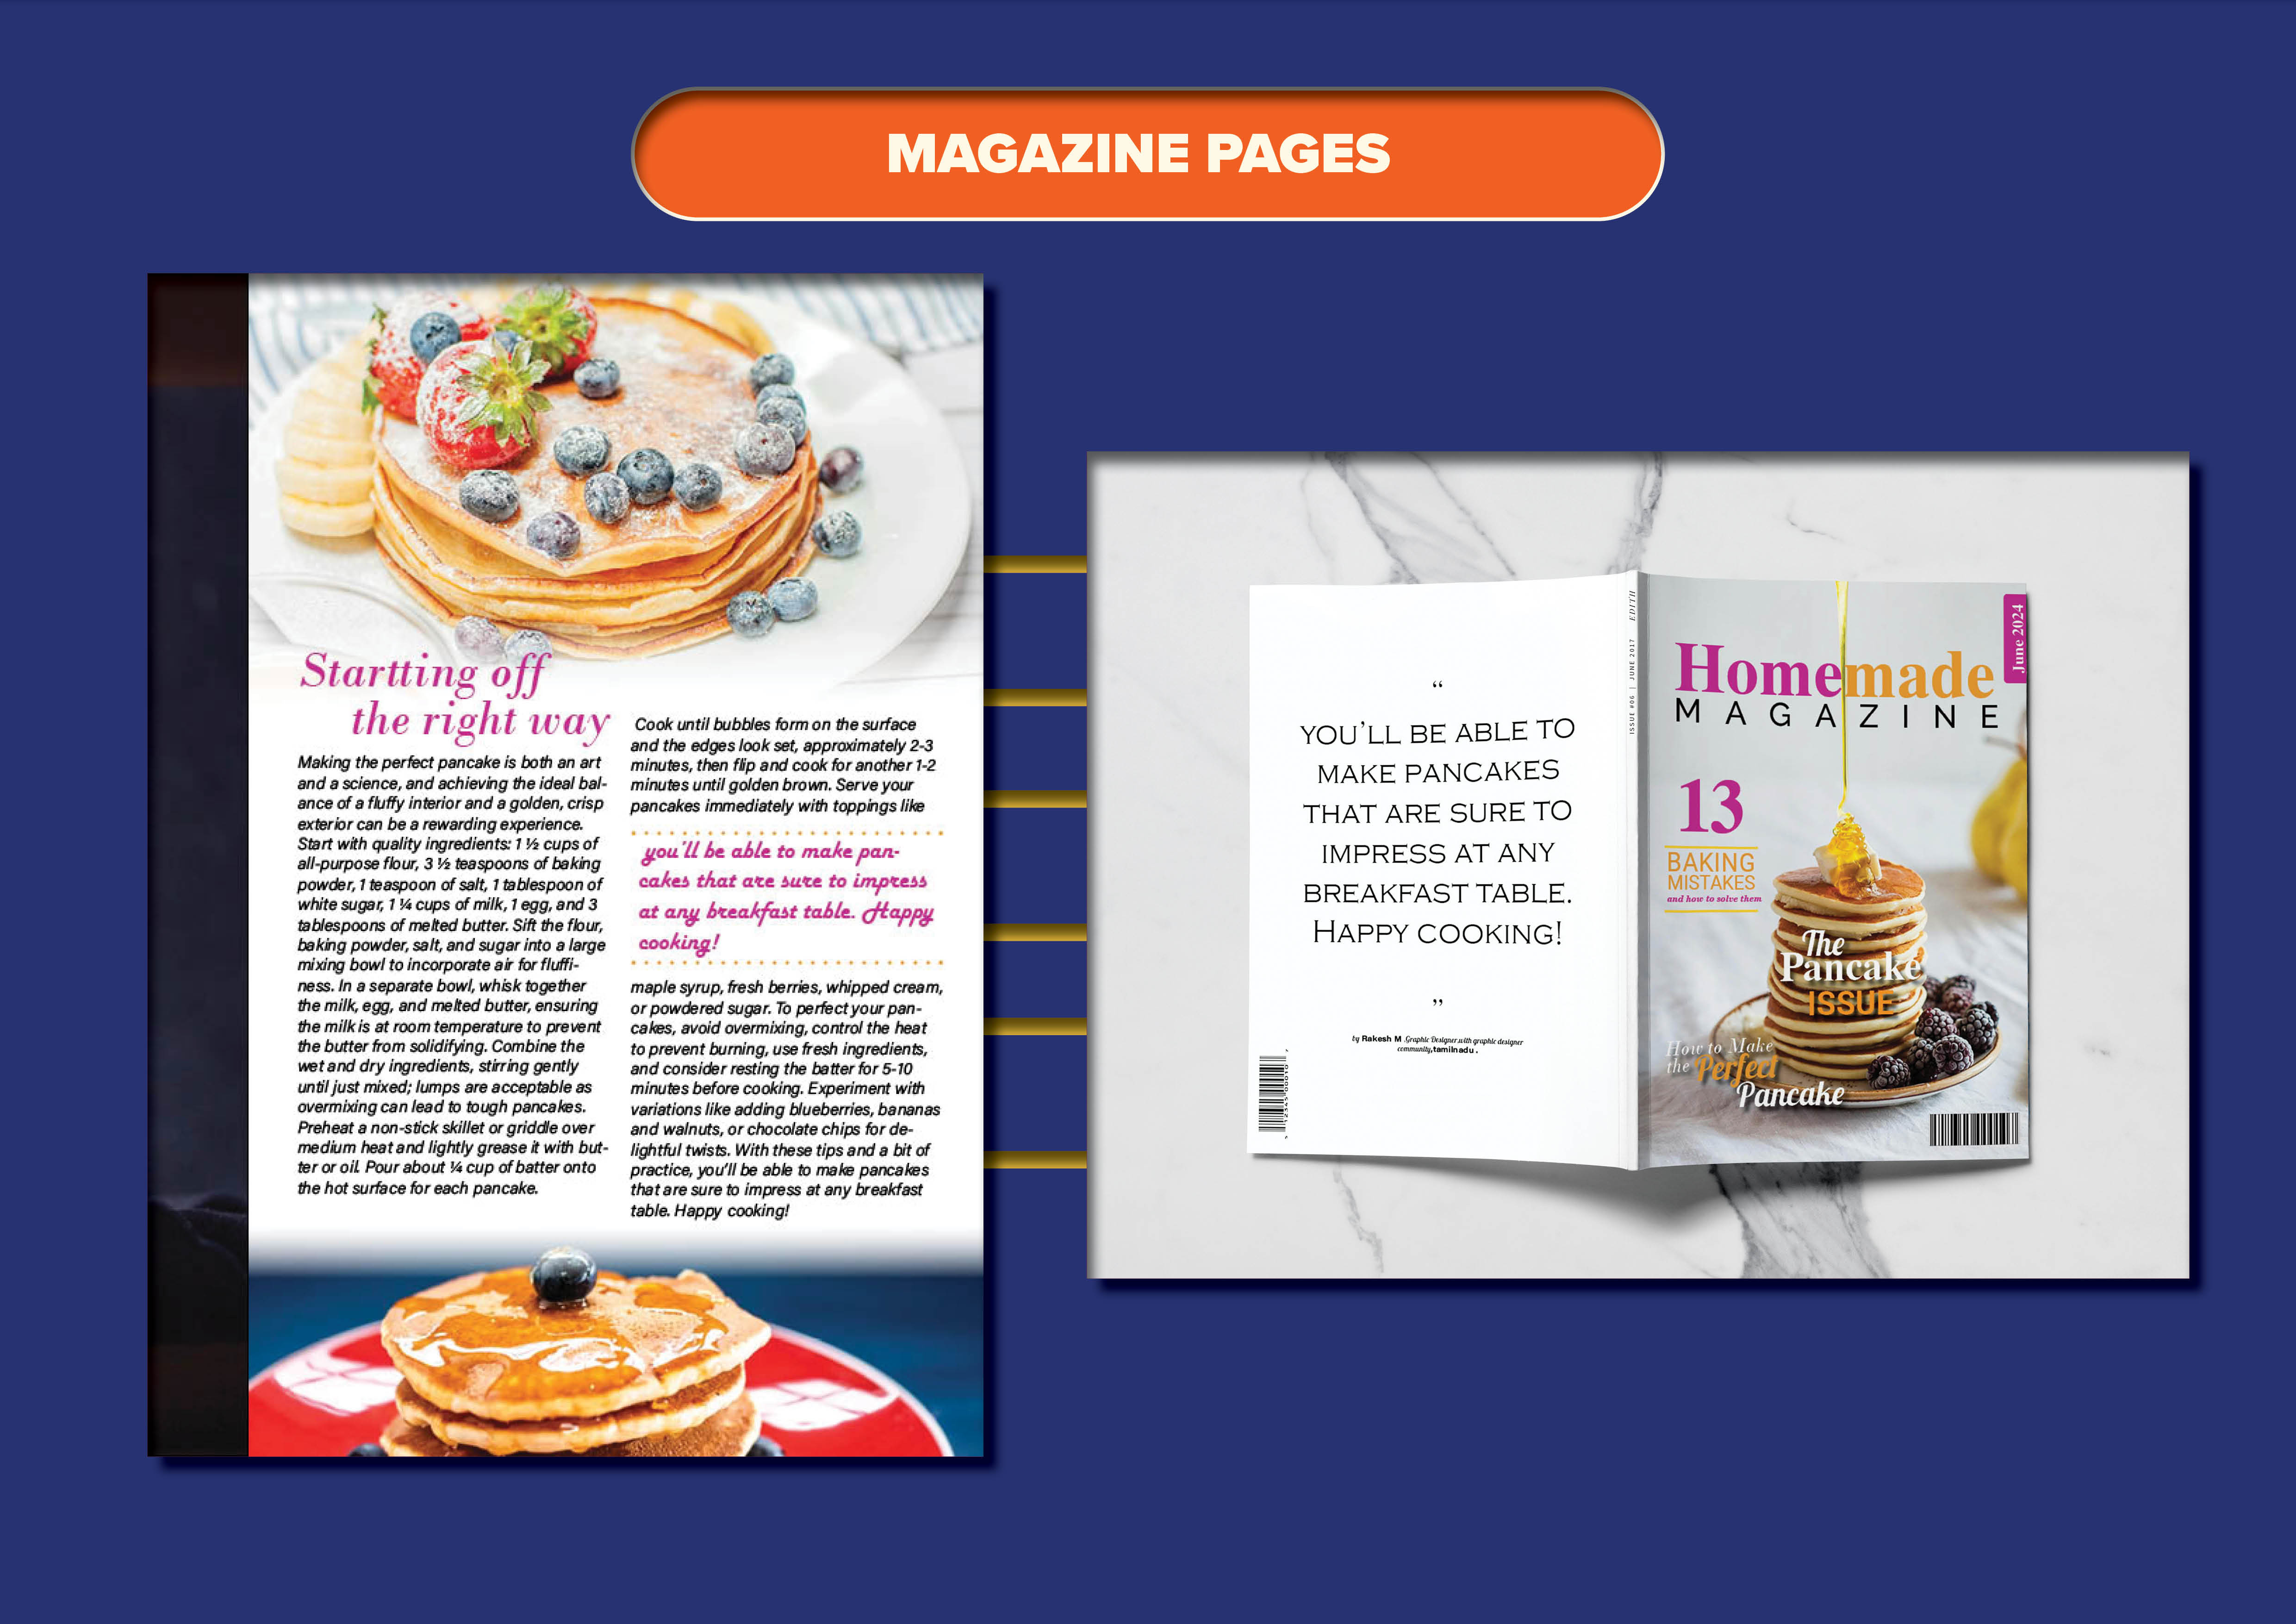 MAGAZINE PAGES
Startting off
the right way
Making the perfect pancake is both an art
and a science, and achieving the ideal bal-
ance of a fluffy interior and a golden, crisp
exterior can be a rewarding experience.
Start with quality ingredients: 1 ½ cups of
all-purpose flour, 3 ½ teaspoons of baking
powder, 1 teaspoon of salt, 1 tablespoon of
white sugar, 1 ¼ cups of milk, 1 egg, and 3
tablespoons of melted butter. Sift the flour,
baking powder, salt, and sugar into a large
mixing bowl to incorporate air for fluffi-
ness. In a separate bowl, whisk together
the milk, egg, and melted butter, ensuring
the milk is at room temperature to prevent
the butter from solidifying. Combine the
wet and dry ingredients, stirring gently
until just mixed; lumps are acceptable as
overmixing can lead to tough pancakes.
Preheat a non-stick skillet or griddle over
medium heat and lightly grease it with but-
ter or oil. Pour about ¼ cup of batter onto
the hot surface for each pancake.
Cook until bubbles form on the surface
and the edges look set, approximately 2-3
minutes, then flip and cook for another 1-2
minutes until golden brown. Serve your
pancakes immediately with toppings like
you'll be able to make pan-
cakes that are sure to impress
at any breakfast table. Happy
cooking!
maple syrup, fresh berries, whipped cream,
or powdered sugar. To perfect your pan-
cakes, avoid overmixing, control the heat
to prevent burning, use fresh ingredients,
and consider resting the batter for 5-10
minutes before cooking. Experiment with
variations like adding blueberries, bananas
and walnuts, or chocolate chips for de-
lightful twists. With these tips and a bit of
practice, you'll be able to make pancakes
that are sure to impress at any breakfast
table. Happy cooking!
“
YOU'LL BE ABLE TO
MAKE PANCAKES
THAT ARE SURE TO
IMPRESS AT ANY
BREAKFAST TABLE.
HAPPY COOKING!
”
by Rakesh M .Graphic Designer.with graphic designer
community,tamilnadu .
ISSUE #06 | JUNE 2017 EDITH
June 2024
Homemade
MAGAZINE
13
BAKING
MISTAKES
and how to solve them
The
Pancake
ISSUE
How to Make
the Perfect
Pancake